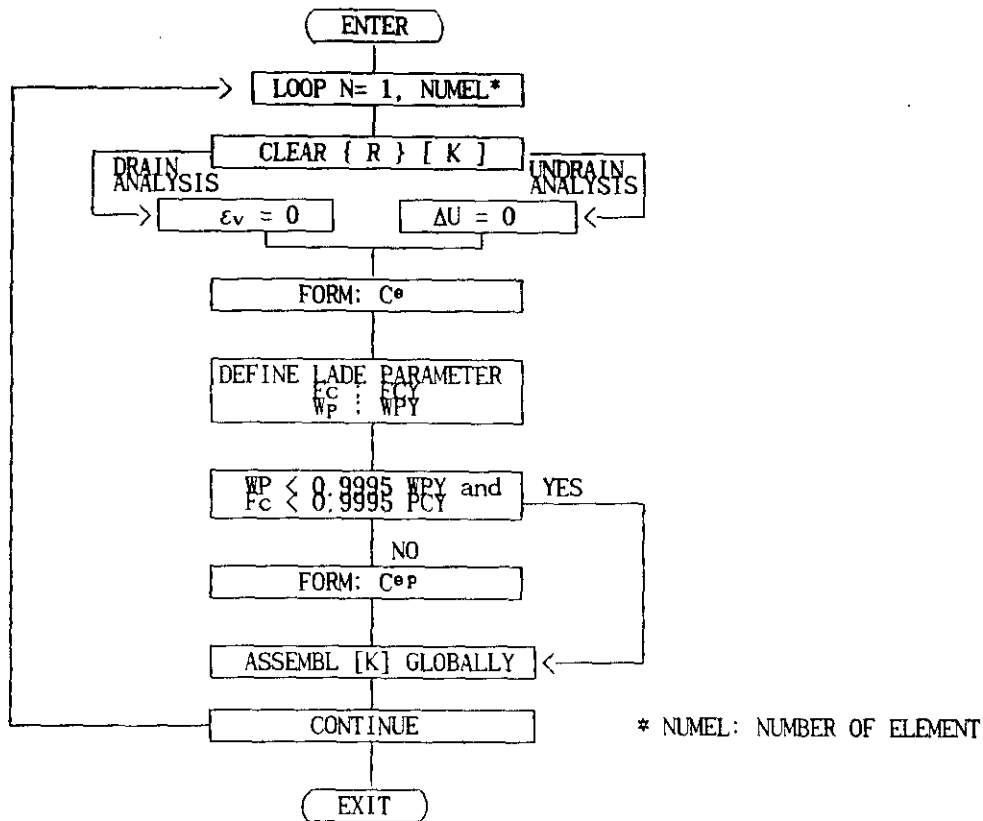 ENTER
LOOP N= 1, NUMEL*
CLEAR { R } [ K ]
DRAIN
ANALYSIS
UNDRAIN
ANALYSIS
εv = 0
ΔU = 0
FORM: Ce
DEFINE LADE PARAMETER
Fc : FCY
WP : WPY
WP < 0.9995 WPY and
Fc < 0.9995 PCY
YES
NO
FORM: CeP
ASSEMBL [K] GLOBALLY
CONTINUE
* NUMEL: NUMBER OF ELEMENT
EXIT